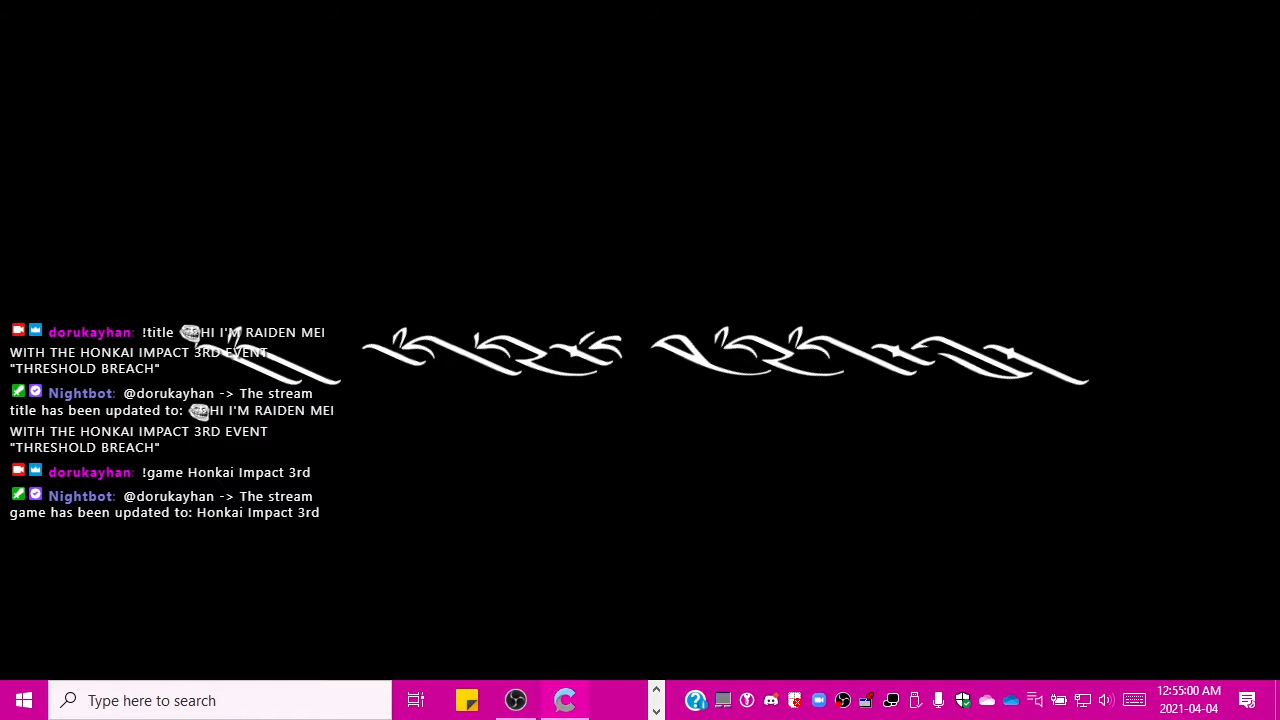 dorukayhan: !title HI I'M RAIDEN MEI
WITH THE HONKAI IMPACT 3RD EVENT
"THRESHOLD BREACH"
Nightbot: @dorukayhan -> The stream
title has been updated to: HI I'M RAIDEN MEI
WITH THE HONKAI IMPACT 3RD EVENT
"THRESHOLD BREACH"
dorukayhan: !game Honkai Impact 3rd
Nightbot: @dorukayhan -> The stream
game has been updated to: Honkai Impact 3rd
Type here to search
12:55:00 AM
2021-04-04